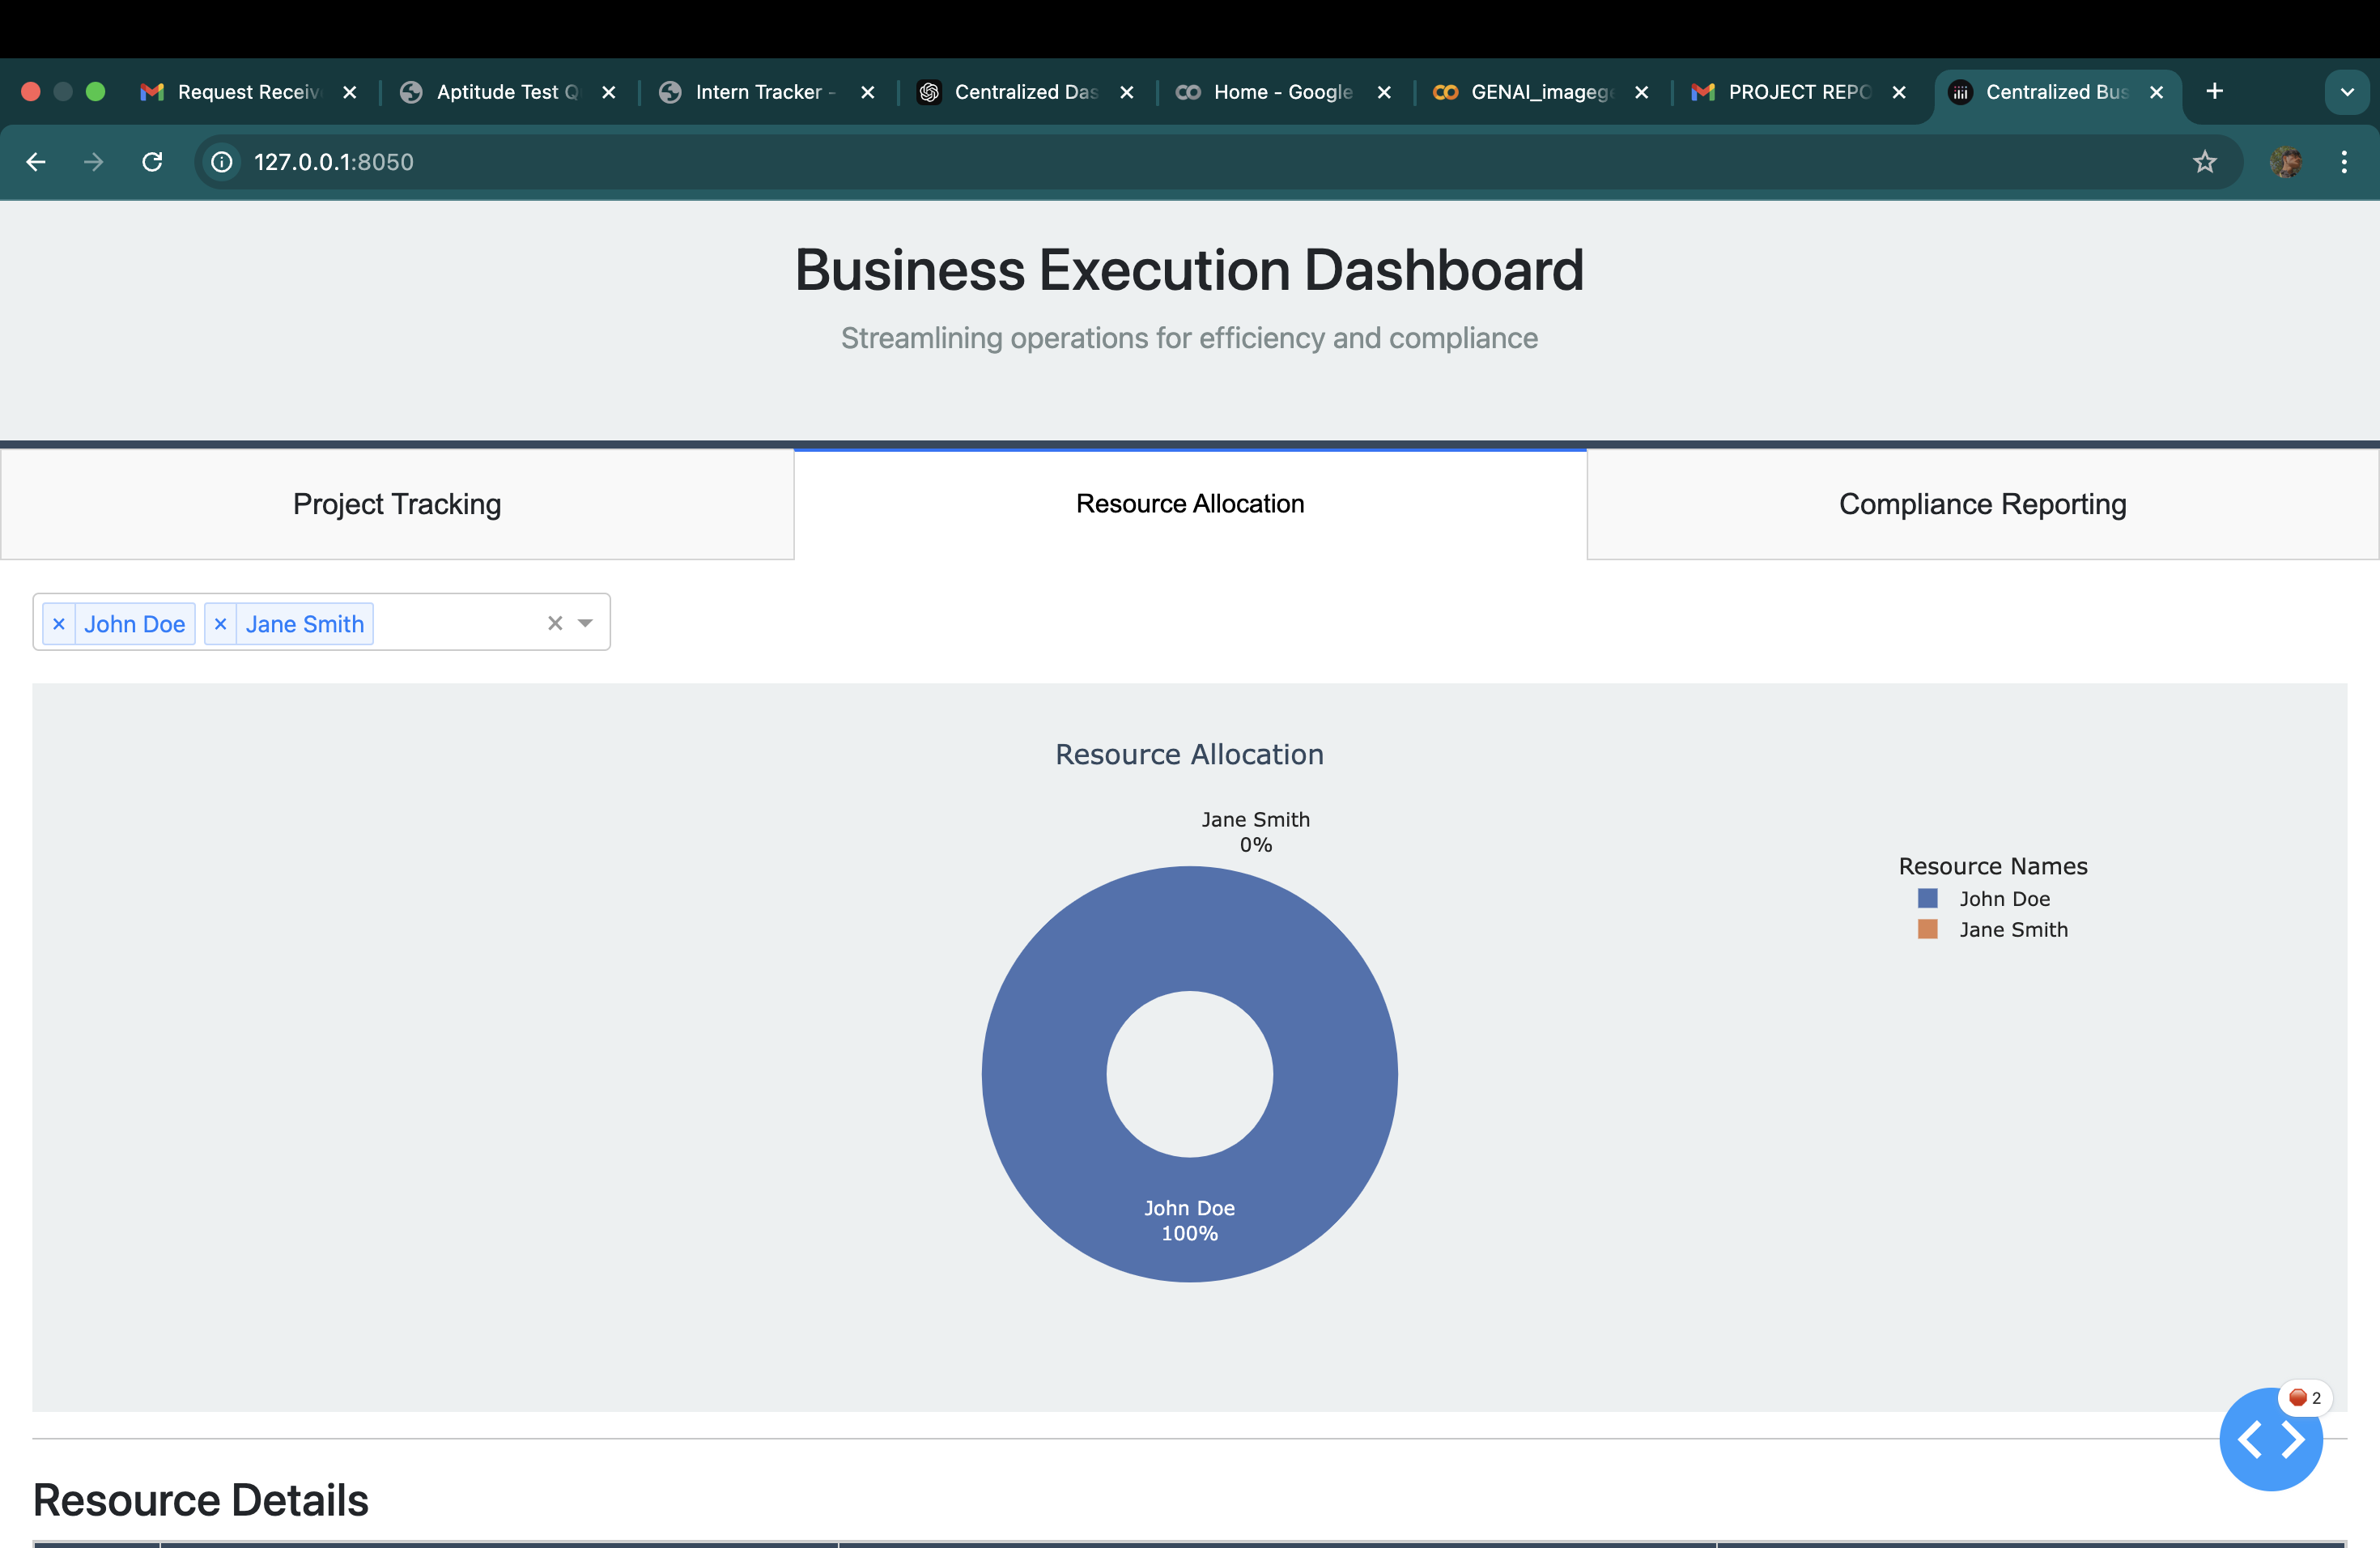 Request Receiv
Aptitude Test Q
Intern Tracker -
Centralized Das
Home - Google
GENAI_imagege
PROJECT REPO
Centralized Bus
127.0.0.1:8050
Business Execution Dashboard
Streamlining operations for efficiency and compliance
Project Tracking
Resource Allocation
Compliance Reporting
× John Doe × Jane Smith
Resource Allocation
Jane Smith
0%
Resource Names
John Doe
Jane Smith
John Doe
100%
2
Resource Details